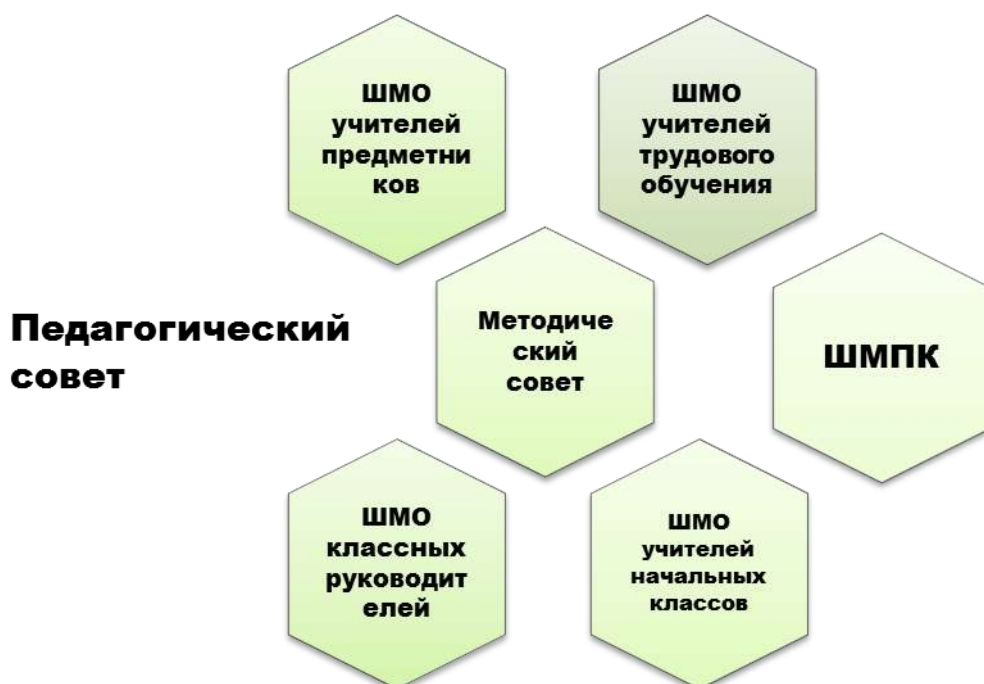 ШМО
учителей
предметни
ков
ШМО
учителей
трудового
обучения
Педагогический
совет
Методиче
ский
совет
ШМПК
ШМО
классных
руководит
елей
ШМО
учителей
начальных
классов